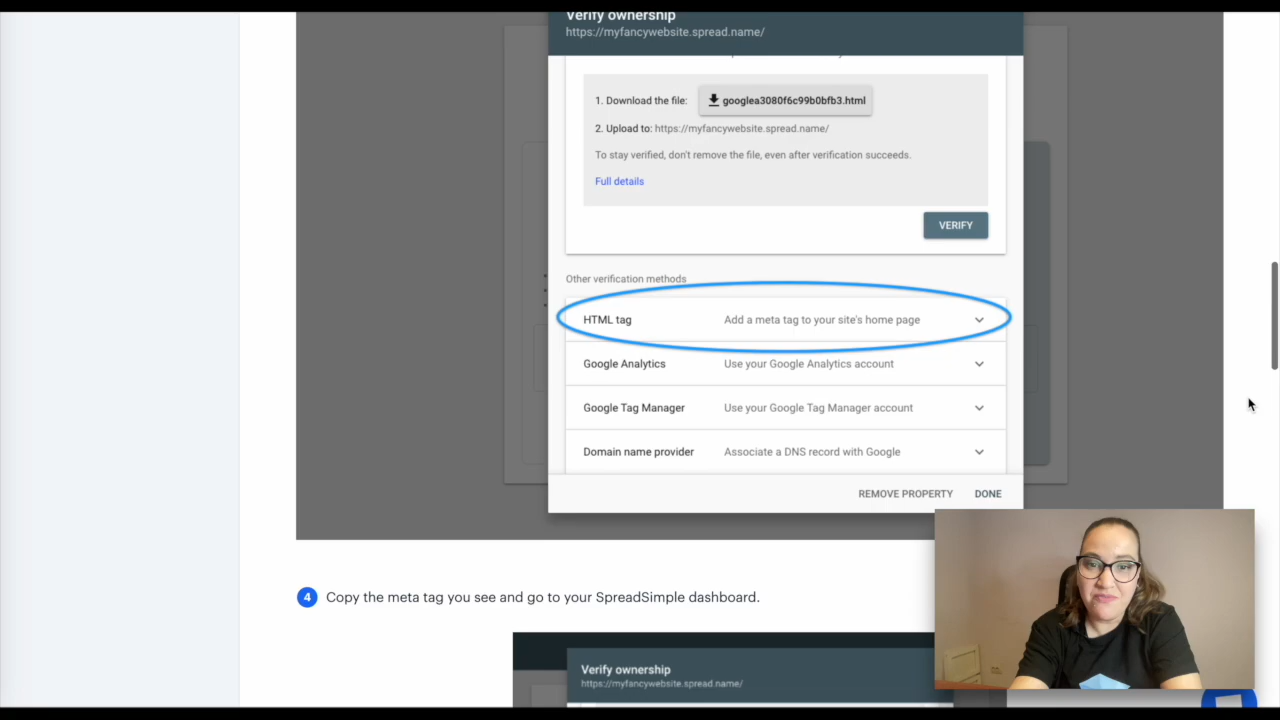 Verify ownership
https://myfancywebsite.spread.name/
1. Download the file: googlea3080f6c99b0bfb3.html
2. Upload to: https://myfancywebsite.spread.name/
To stay verified, don't remove the file, even after verification succeeds.
Full details
VERIFY
Other verification methods
HTML tag Add a meta tag to your site's home page
Google Analytics Use your Google Analytics account
Google Tag Manager Use your Google Tag Manager account
Domain name provider Associate a DNS record with Google
REMOVE PROPERTY DONE
4 Copy the meta tag you see and go to your SpreadSimple dashboard.
Verify ownership
https://myfancywebsite.spread.name/